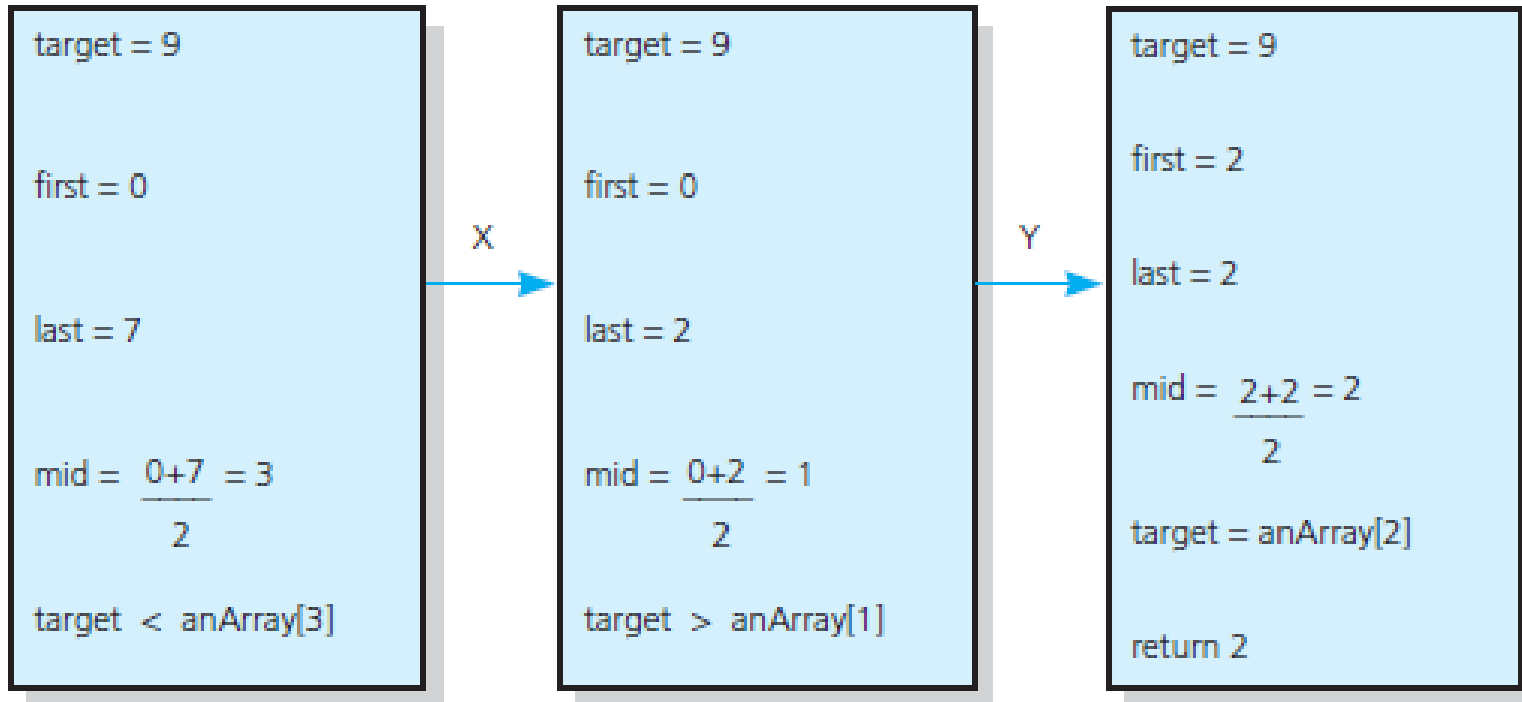 target = 9
first = 0
last = 7
mid = 0+7 = 3
2
target < anArray[3]
X
target = 9
first = 0
last = 2
mid = 0+2 = 1
2
target > anArray[1]
Y
target = 9
first = 2
last = 2
mid = 2+2 = 2
2
target = anArray[2]
return 2